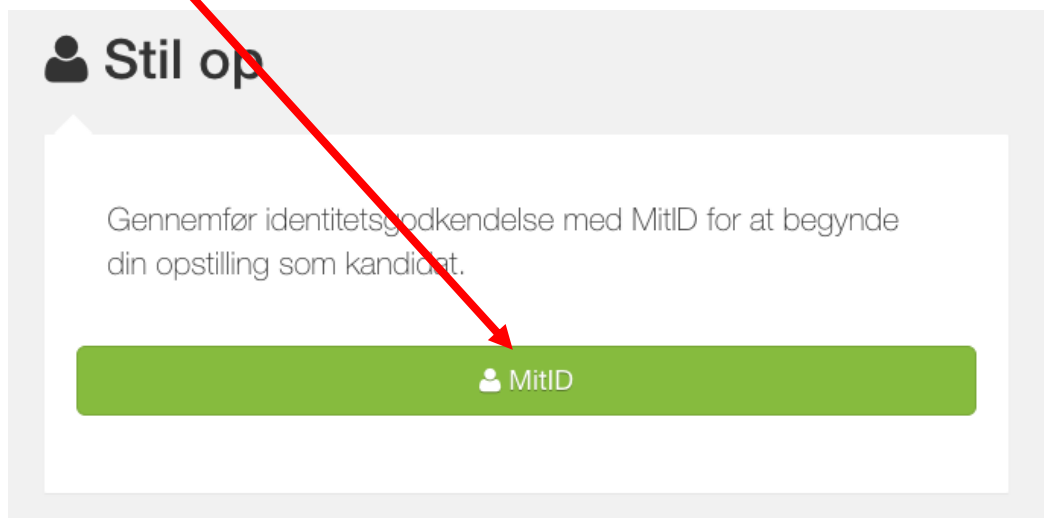 Stil op
Gennemfør identitetsgodkendelse med MitID for at begynde
din opstilling som kandidat.
MitID